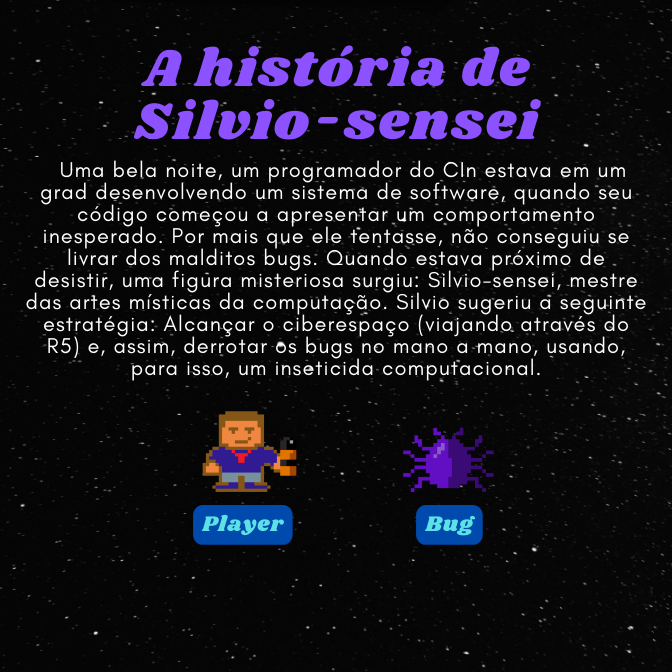 A história de
Silvio-sensei
Uma bela noite, um programador do CIn estava em um
grad desenvolvendo um sistema de software, quando seu
código começou a apresentar um comportamento
inesperado. Por mais que ele tentasse, não conseguiu se
livrar dos malditos bugs. Quando estava próximo de
desistir, uma figura misteriosa surgiu: Silvio-sensei, mestre
das artes místicas da computação. Silvio sugeriu a seguinte
estratégia: Alcançar o ciberespaço (viajando através do
R5) e, assim, derrotar os bugs no mano a mano, usando,
para isso, um inseticida computacional.
Player
Bug